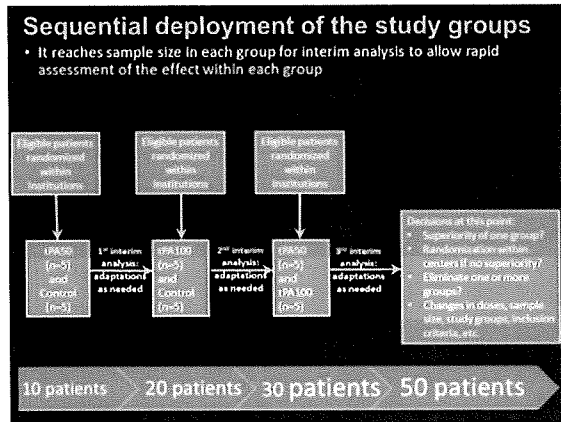 Sequential deployment of the study groups
• It reaches sample size in each group for interim analysis to allow rapid
assessment of the effect within each group
Eligible patients
randomized
within
institutions
Eligible patients
randomized
within
institutions
Eligible patients
randomized
within
institutions
tPA50
(n=5)
and
Control
(n=5)
1st interim
analysis:
adaptations
as needed
tPA100
(n=5)
and
Control
(n=5)
2nd interim
analysis:
adaptations
as needed
tPA50
(n=5)
and
tPA100
(n=5)
3rd interim
analysis:
adaptations
as needed
Decisions at this point:
• Superiority of one group?
• Randomization within
centers if no superiority?
• Eliminate one or more
groups?
• Changes in doses, sample
size, study groups, inclusion
criteria, etc.
10 patients
20 patients
30 patients
50 patients